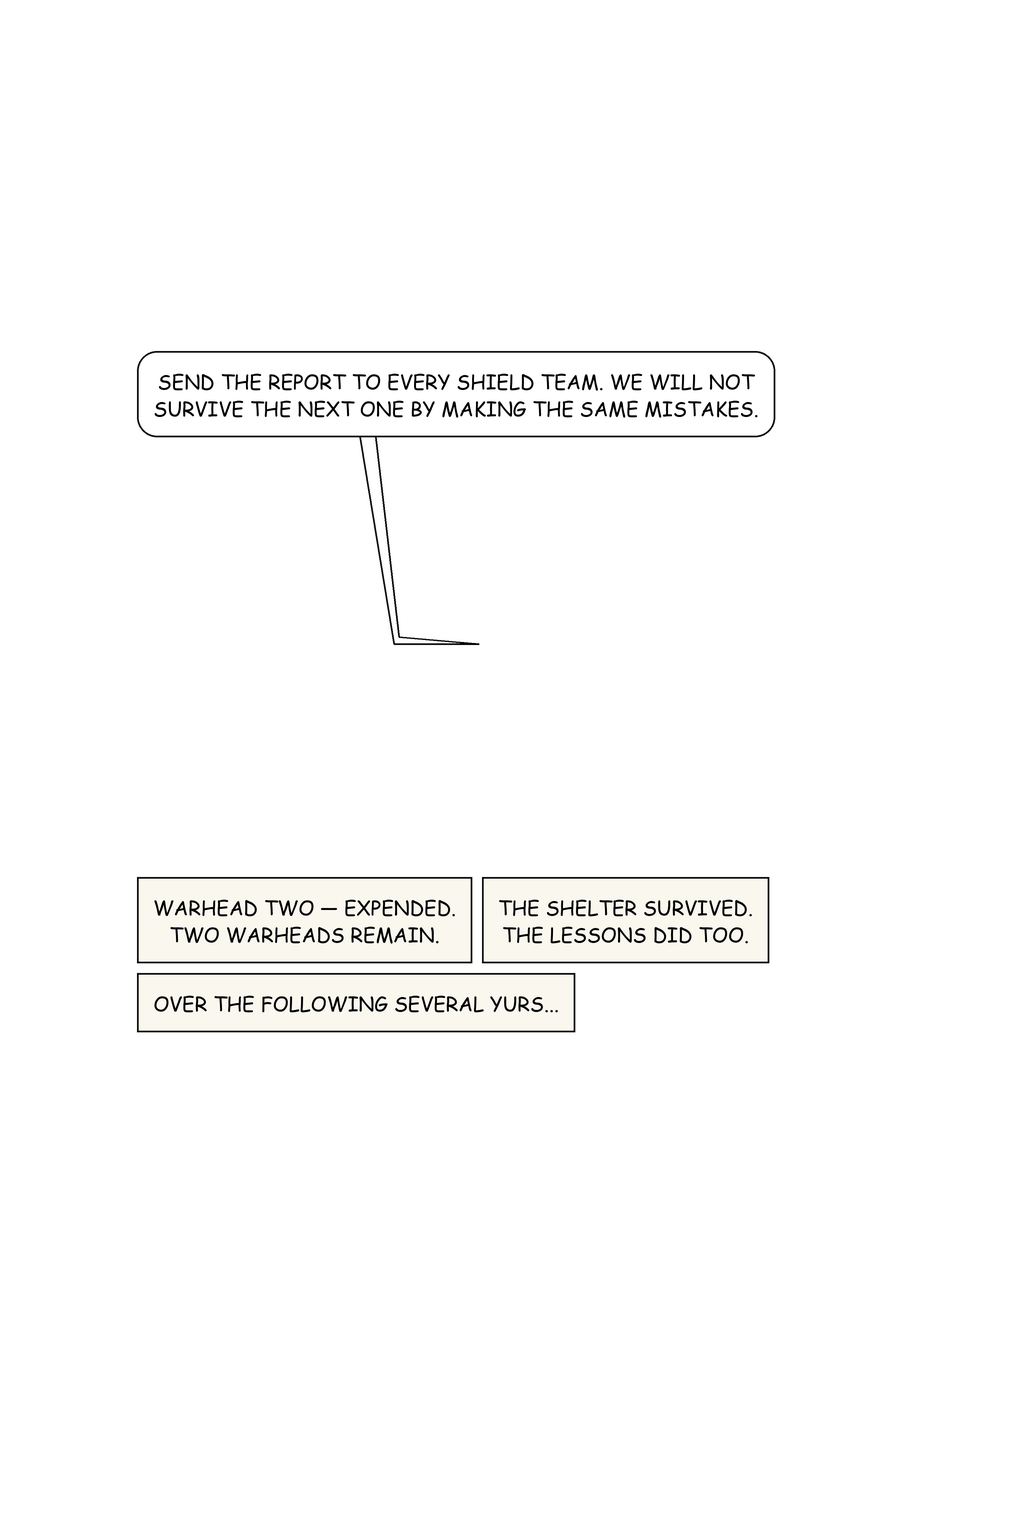 SEND THE REPORT TO EVERY SHIELD TEAM. WE WILL NOT
SURVIVE THE NEXT ONE BY MAKING THE SAME MISTAKES.
WARHEAD TWO — EXPENDED.
TWO WARHEADS REMAIN.
THE SHELTER SURVIVED.
THE LESSONS DID TOO.
OVER THE FOLLOWING SEVERAL YURS...